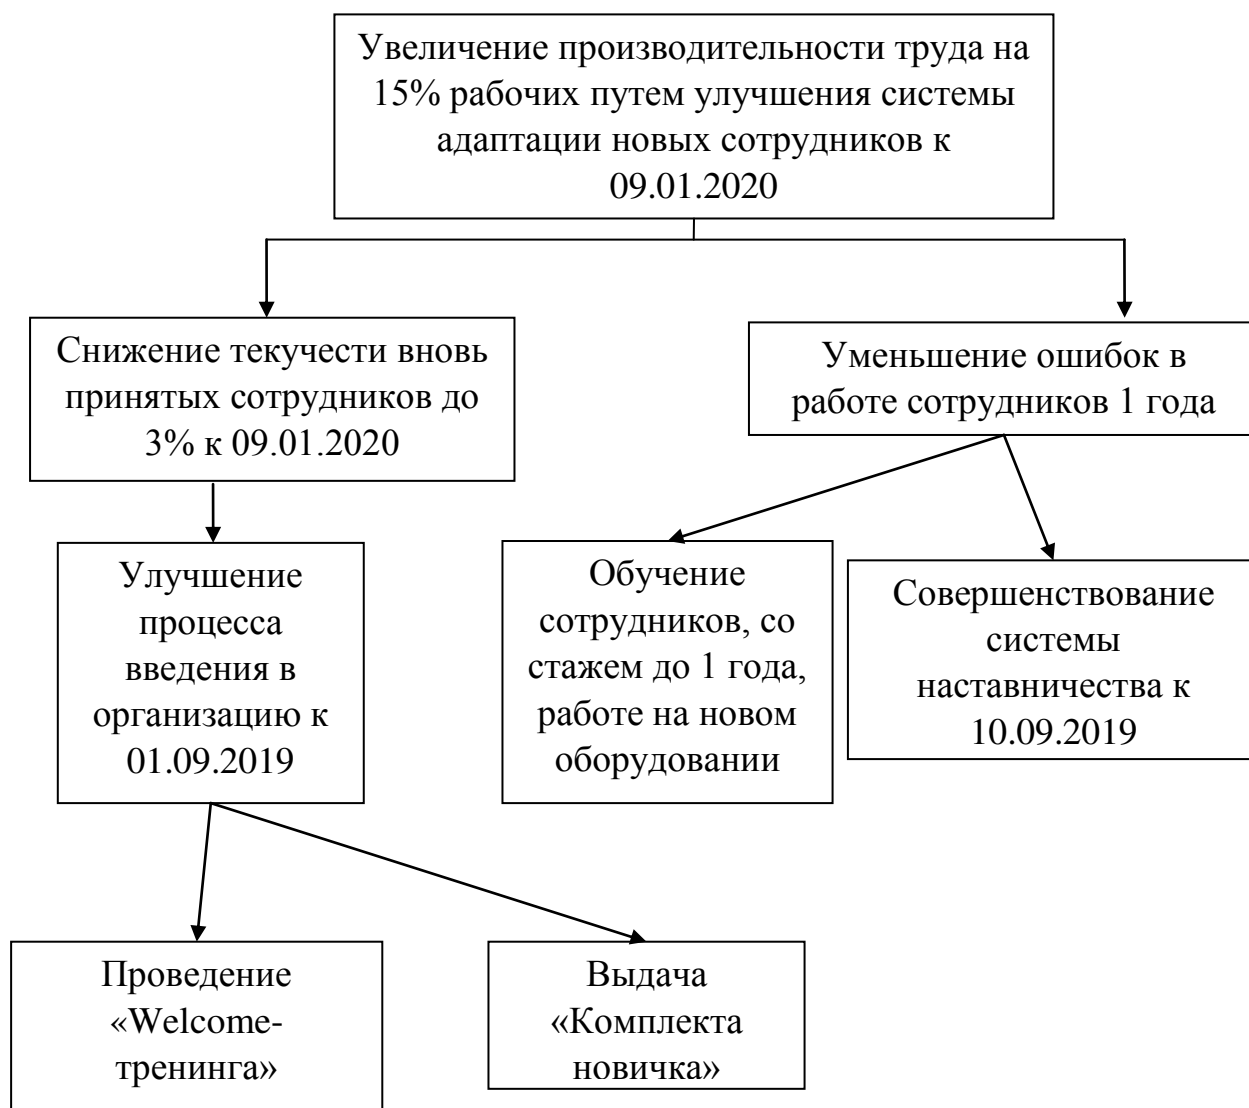 Увеличение производительности труда на
15% рабочих путем улучшения системы
адаптации новых сотрудников к
09.01.2020
Снижение текучести вновь
принятых сотрудников до
3% к 09.01.2020
Уменьшение ошибок в
работе сотрудников 1 года
Улучшение
процесса
введения в
организацию к
01.09.2019
Обучение
сотрудников, со
стажем до 1 года,
работе на новом
оборудовании
Совершенствование
системы
наставничества к
10.09.2019
Проведение
«Welcome-
тренинга»
Выдача
«Комплекта
новичка»